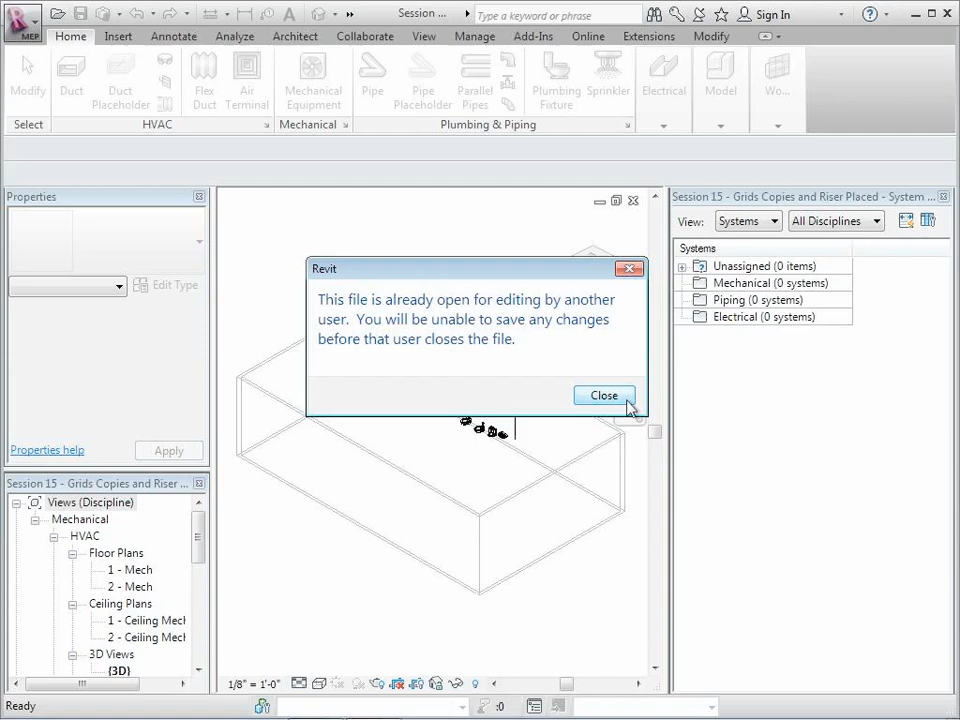 Session ...
Type a keyword or phrase
Sign In
MEP
Home
Insert
Annotate
Analyze
Architect
Collaborate
View
Manage
Add-Ins
Online
Extensions
Modify
Modify
Duct
Duct
Placeholder
Flex
Duct
Air
Terminal
Mechanical
Equipment
Pipe
Pipe
Placeholder
Parallel
Pipes
Plumbing
Fixture
Sprinkler
Electrical
Model
Wo...
Select
HVAC
Mechanical
Plumbing & Piping
Properties
Edit Type
Properties help
Apply
Session 15 - Grids Copies and Riser ...
Views (Discipline)
Mechanical
HVAC
Floor Plans
1 - Mech
2 - Mech
Ceiling Plans
1 - Ceiling Mech
2 - Ceiling Mech
3D Views
{3D}
Revit
This file is already open for editing by another
user. You will be unable to save any changes
before that user closes the file.
Close
Session 15 - Grids Copies and Riser Placed - System ...
View:
Systems
All Disciplines
Systems
Unassigned (0 items)
Mechanical (0 systems)
Piping (0 systems)
Electrical (0 systems)
1/8" = 1'-0"
Ready
:0